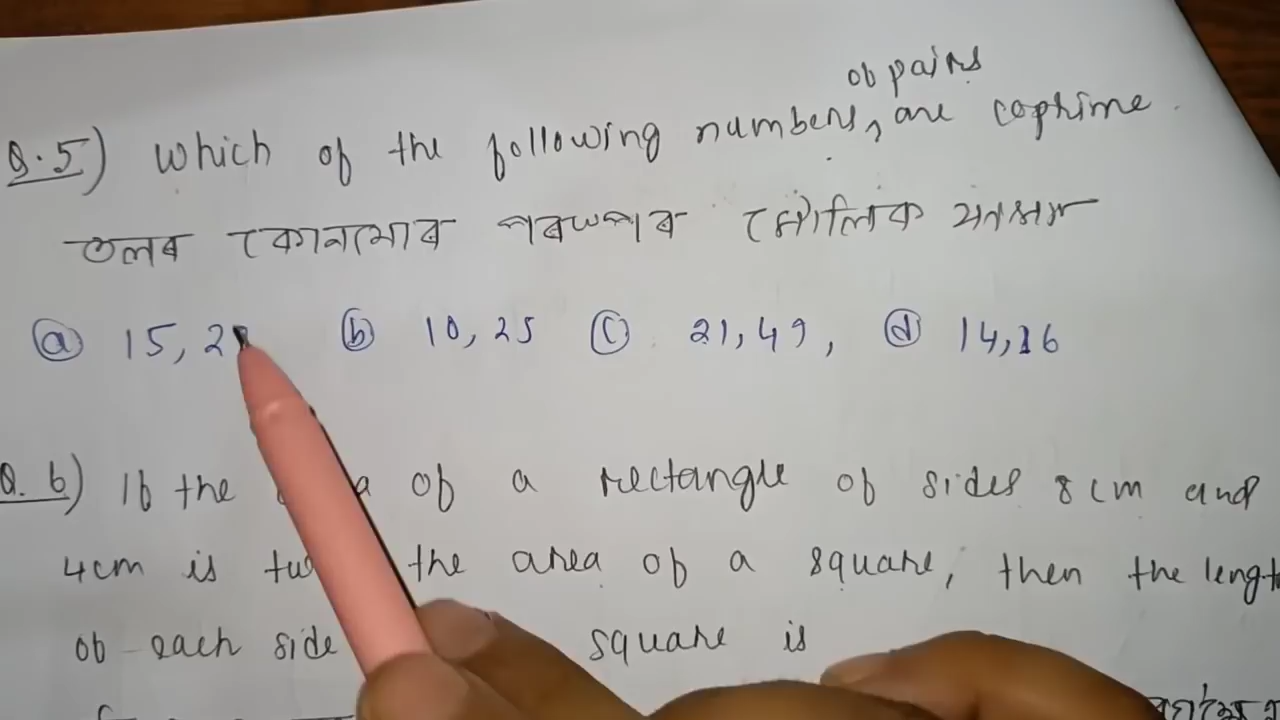 of pairs
Q.5) Which of the following numbers, are coprime.
তলৰ কোনযোৰ পৰস্পৰ মৌলিক
ⓐ 15, ⓑ 10, 25 ⓒ 21, 49, ⓓ 14, 16
Q. 6) If the of a rectangle of sides 8 cm and
4cm is the area of a square, then the
of each side square is